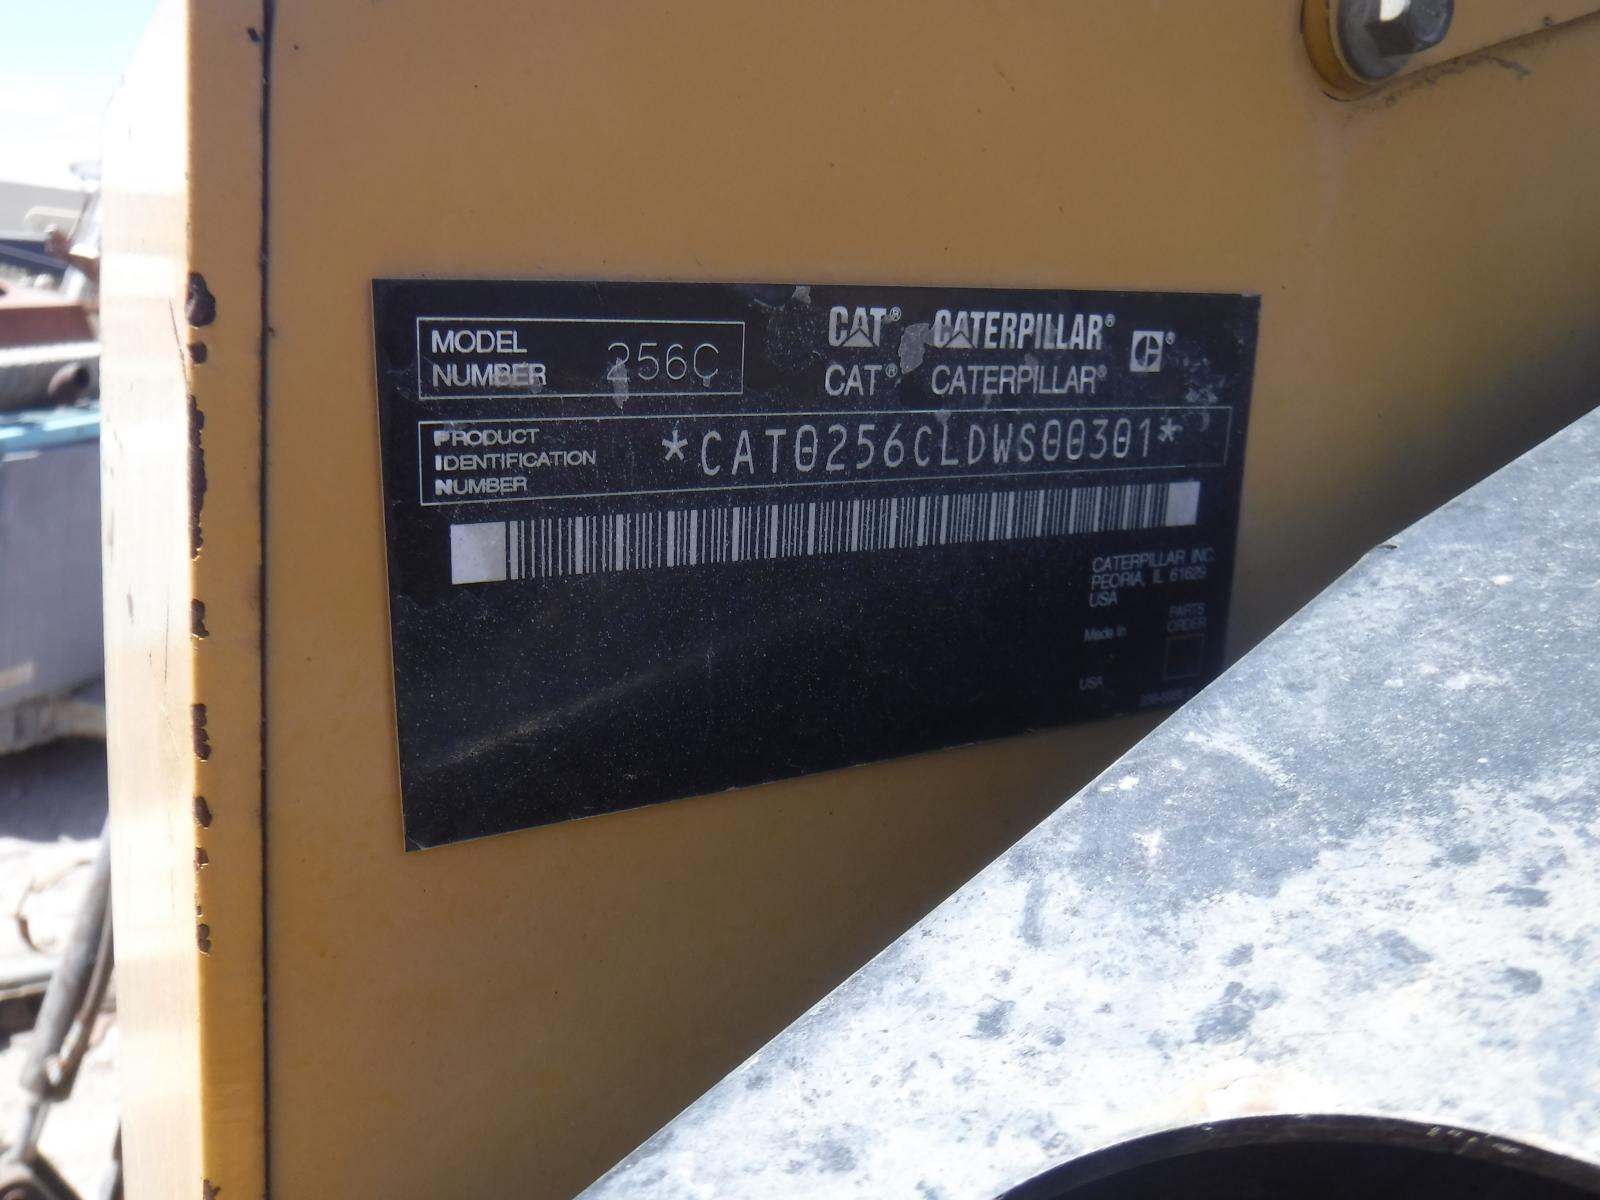 MODEL
NUMBER 256C
CAT® CATERPILLAR® ®
CAT® CATERPILLAR®
PRODUCT
IDENTIFICATION
NUMBER
*CAT0256CLDWS00301*
CATERPILLAR INC.
PEORIA, IL 61629
USA
Made in
USA
PARTS
ORDER